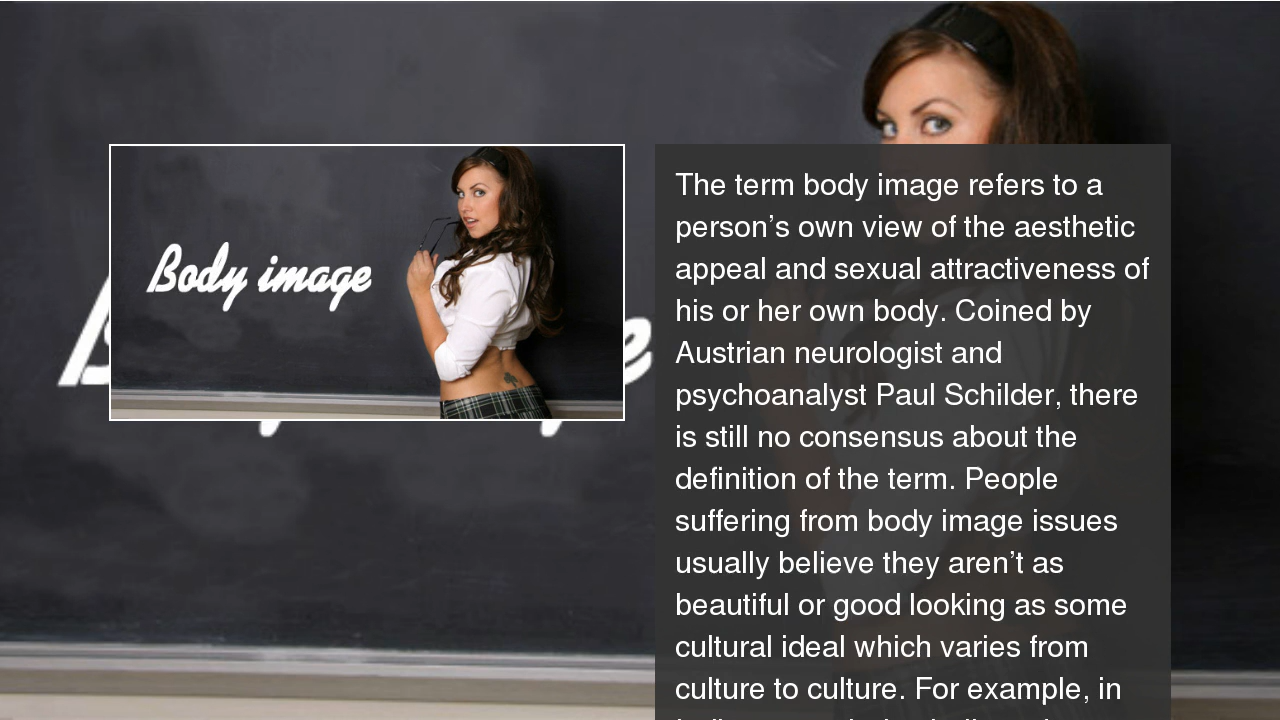 Body image
The term body image refers to a
person’s own view of the aesthetic
appeal and sexual attractiveness of
his or her own body. Coined by
Austrian neurologist and
psychoanalyst Paul Schilder, there
is still no consensus about the
definition of the term. People
suffering from body image issues
usually believe they aren’t as
beautiful or good looking as some
cultural ideal which varies from
culture to culture. For example, in